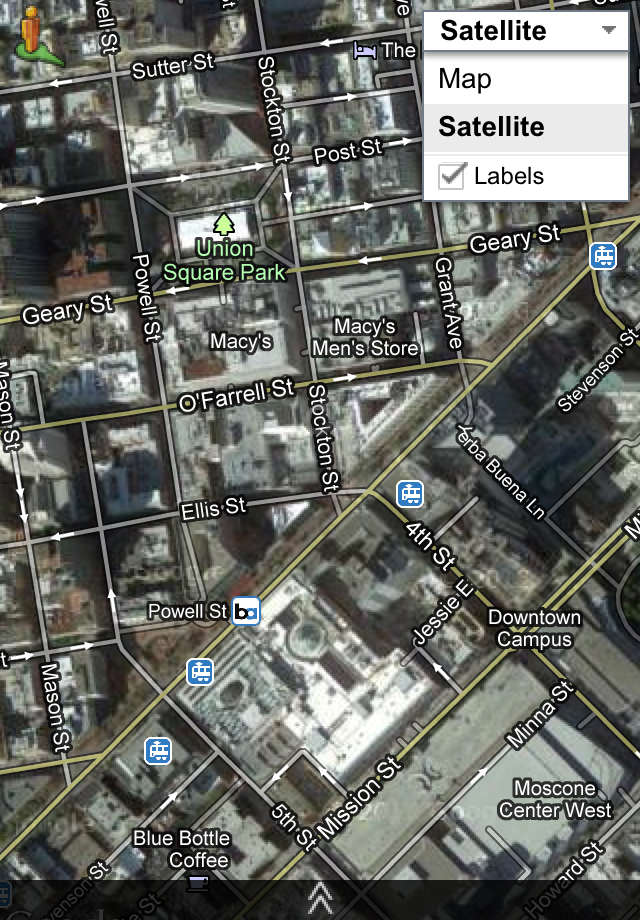 Satellite
Map
Satellite
Labels
well St
Sutter St
The
Stockton St
Post St
Union
Square Park
Geary St
Geary St
Powell St
Grant Ave
Macy's
Macy's
Men's Store
Stevenson St
Mason St
O'Farrell St
Stockton St
Yerba Buena Ln
Ellis St
4th St
Powell St
Jessie E
Downtown
Campus
Mason St
Minna St
Mission St
5th St
Moscone
Center West
Blue Bottle
Coffee
venson St
Howard St